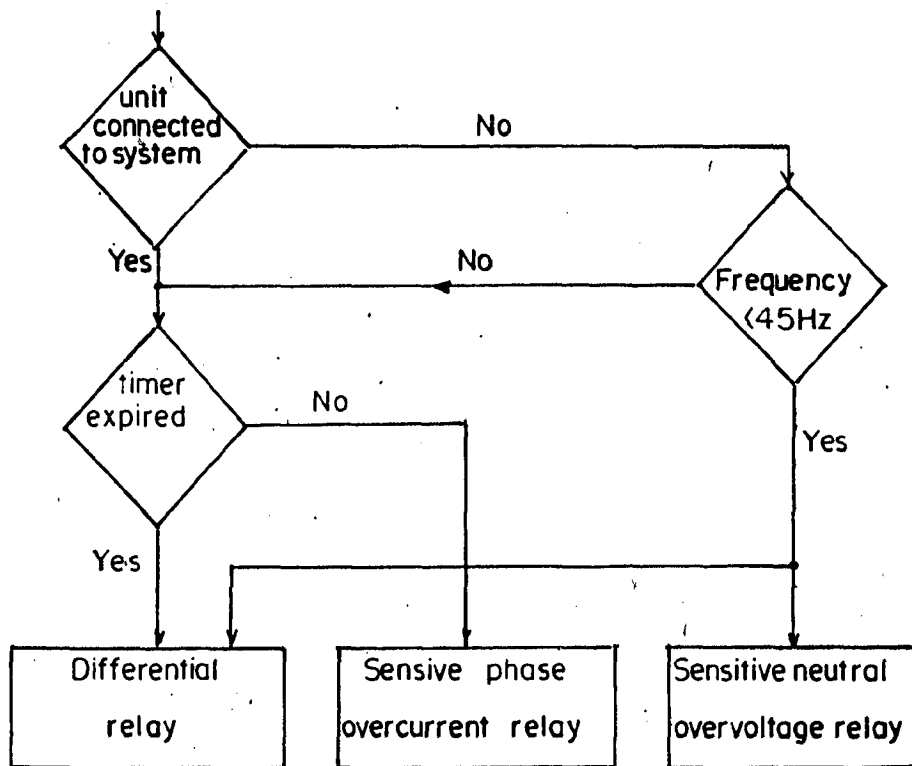 unit
connected
to system
No
Yes
No
Frequency
<45Hz
timer
expired
No
Yes
Yes
Differential
relay
Sensive phase
overcurrent relay
Sensitive neutral
overvoltage relay